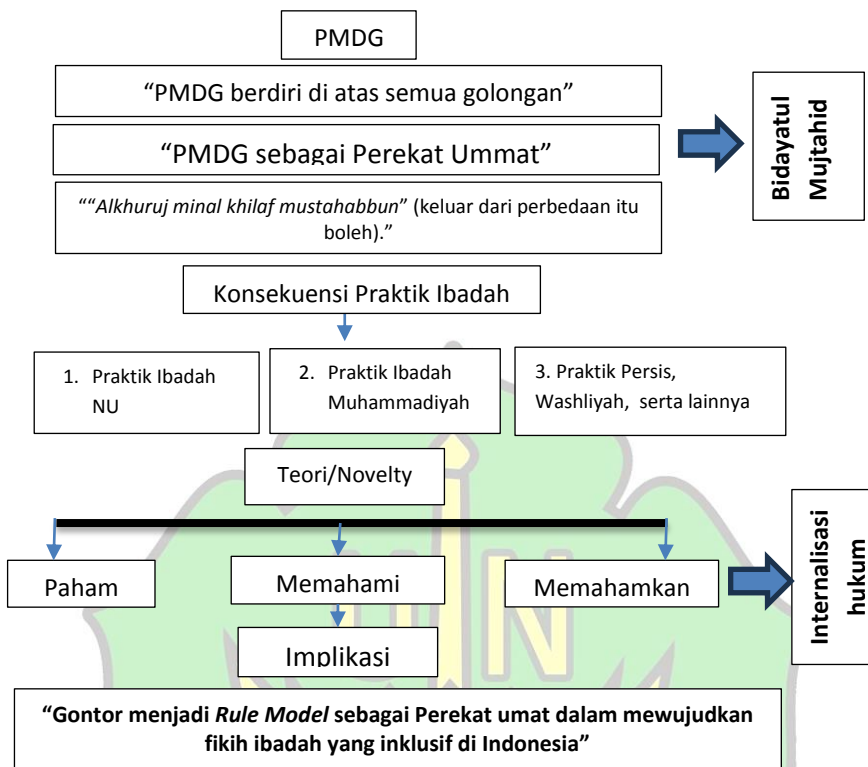 PMDG
“PMDG berdiri di atas semua golongan”
“PMDG sebagai Perekat Ummat”
““Alkhuruj minal khilaf mustahabbun” (keluar dari perbedaan itu
boleh).”
Bidayatul
Mujtahid
Konsekuensi Praktik Ibadah
1. Praktik Ibadah
NU
2. Praktik Ibadah
Muhammadiyah
3. Praktik Persis,
Washliyah, serta lainnya
Teori/Novelty
Paham
Memahami
Memahamkan
Internalisasi
hukum
Implikasi
“Gontor menjadi Rule Model sebagai Perekat umat dalam mewujudkan
fikih ibadah yang inklusif di Indonesia”
U I N